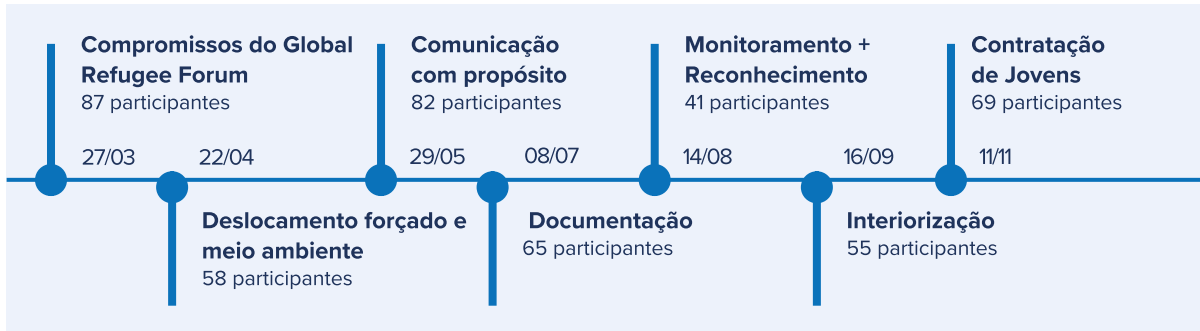 Compromissos do Global
Refugee Forum
87 participantes
27/03
22/04
Deslocamento forçado e
meio ambiente
58 participantes
Comunicação
com propósito
82 participantes
29/05
08/07
Documentação
65 participantes
Monitoramento +
Reconhecimento
41 participantes
14/08
16/09
Interiorização
55 participantes
Contratação
de Jovens
69 participantes
11/11